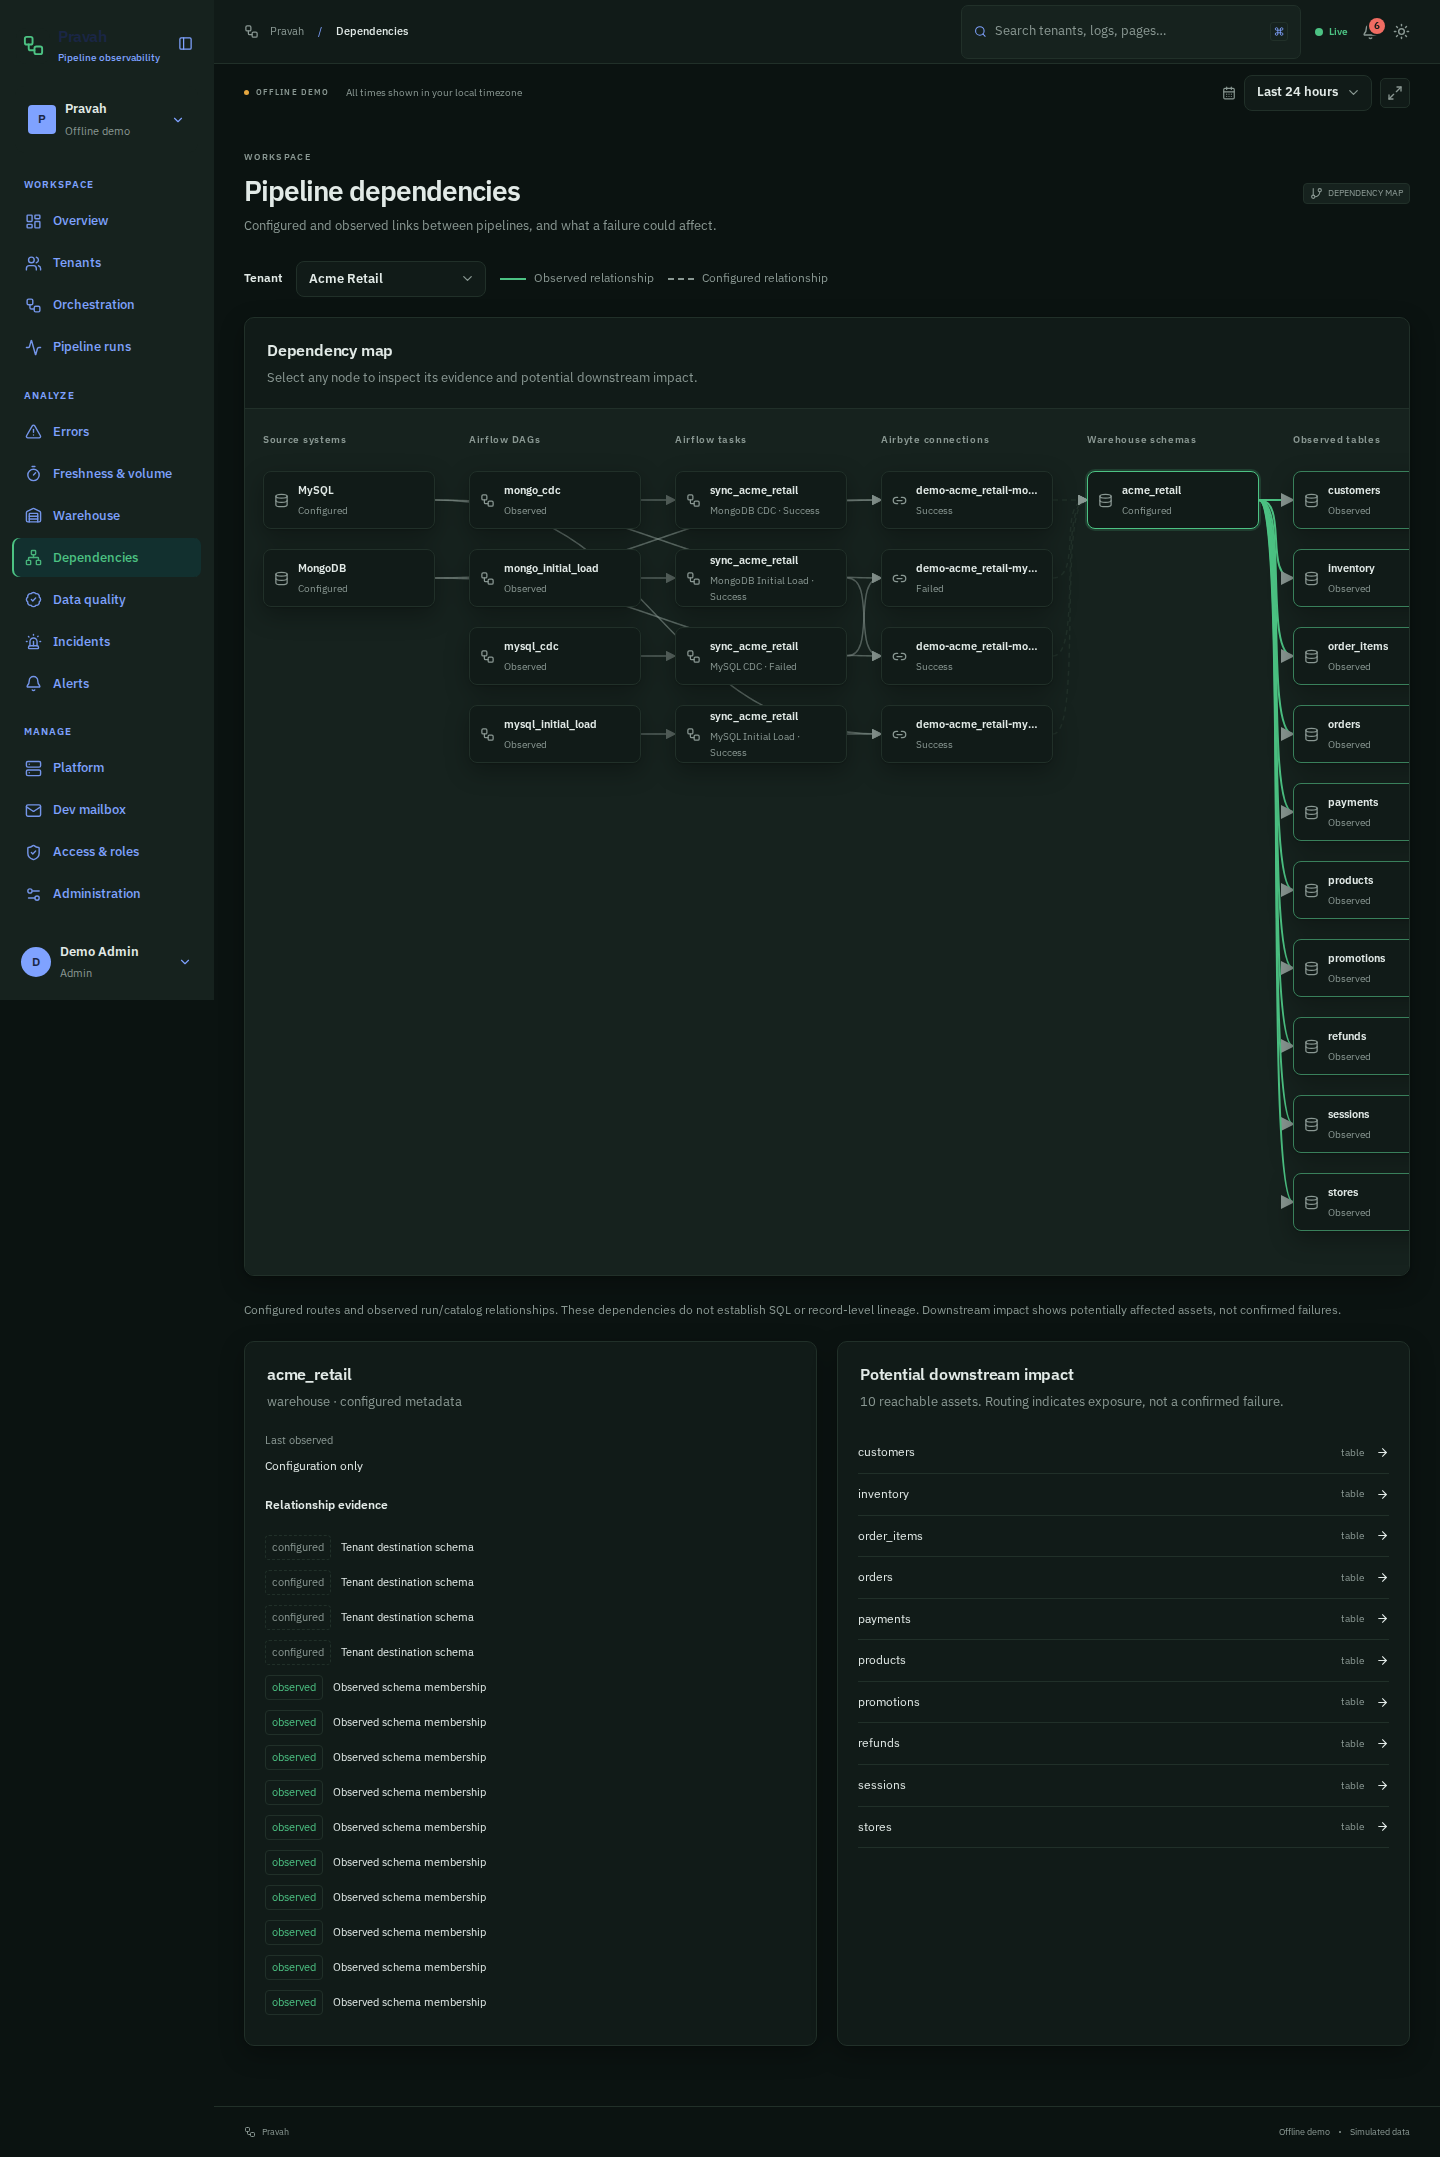 Pravah
Pipeline observability
P
Pravah
Offline demo
WORKSPACE
Overview
Tenants
Orchestration
Pipeline runs
ANALYZE
Errors
Freshness & volume
Warehouse
Dependencies
Data quality
Incidents
Alerts
MANAGE
Platform
Dev mailbox
Access & roles
Administration
D
Demo Admin
Admin
Pravah / Dependencies
Search tenants, logs, pages...
⌘
Live
6
OFFLINE DEMO All times shown in your local timezone
Last 24 hours
WORKSPACE
Pipeline dependencies
DEPENDENCY MAP
Configured and observed links between pipelines, and what a failure could affect.
Tenant Acme Retail Observed relationship Configured relationship
Dependency map
Select any node to inspect its evidence and potential downstream impact.
Source systems
MySQL
Configured
MongoDB
Configured
Airflow DAGs
mongo_cdc
Observed
mongo_initial_load
Observed
mysql_cdc
Observed
mysql_initial_load
Observed
Airflow tasks
sync_acme_retail
MongoDB CDC · Success
sync_acme_retail
MongoDB Initial Load ·
Success
sync_acme_retail
MySQL CDC · Failed
sync_acme_retail
MySQL Initial Load ·
Success
Airbyte connections
demo-acme_retail-mo...
Success
demo-acme_retail-my...
Failed
demo-acme_retail-mo...
Success
demo-acme_retail-my...
Success
Warehouse schemas
acme_retail
Configured
Observed tables
customers
Observed
inventory
Observed
order_items
Observed
orders
Observed
payments
Observed
products
Observed
promotions
Observed
refunds
Observed
sessions
Observed
stores
Observed
Configured routes and observed run/catalog relationships. These dependencies do not establish SQL or record-level lineage. Downstream impact shows potentially affected assets, not confirmed failures.
acme_retail
warehouse · configured metadata
Last observed
Configuration only
Relationship evidence
configured Tenant destination schema
configured Tenant destination schema
configured Tenant destination schema
configured Tenant destination schema
observed Observed schema membership
observed Observed schema membership
observed Observed schema membership
observed Observed schema membership
observed Observed schema membership
observed Observed schema membership
observed Observed schema membership
observed Observed schema membership
observed Observed schema membership
observed Observed schema membership
Potential downstream impact
10 reachable assets. Routing indicates exposure, not a confirmed failure.
customers table
inventory table
order_items table
orders table
payments table
products table
promotions table
refunds table
sessions table
stores table
Pravah
Offline demo • Simulated data